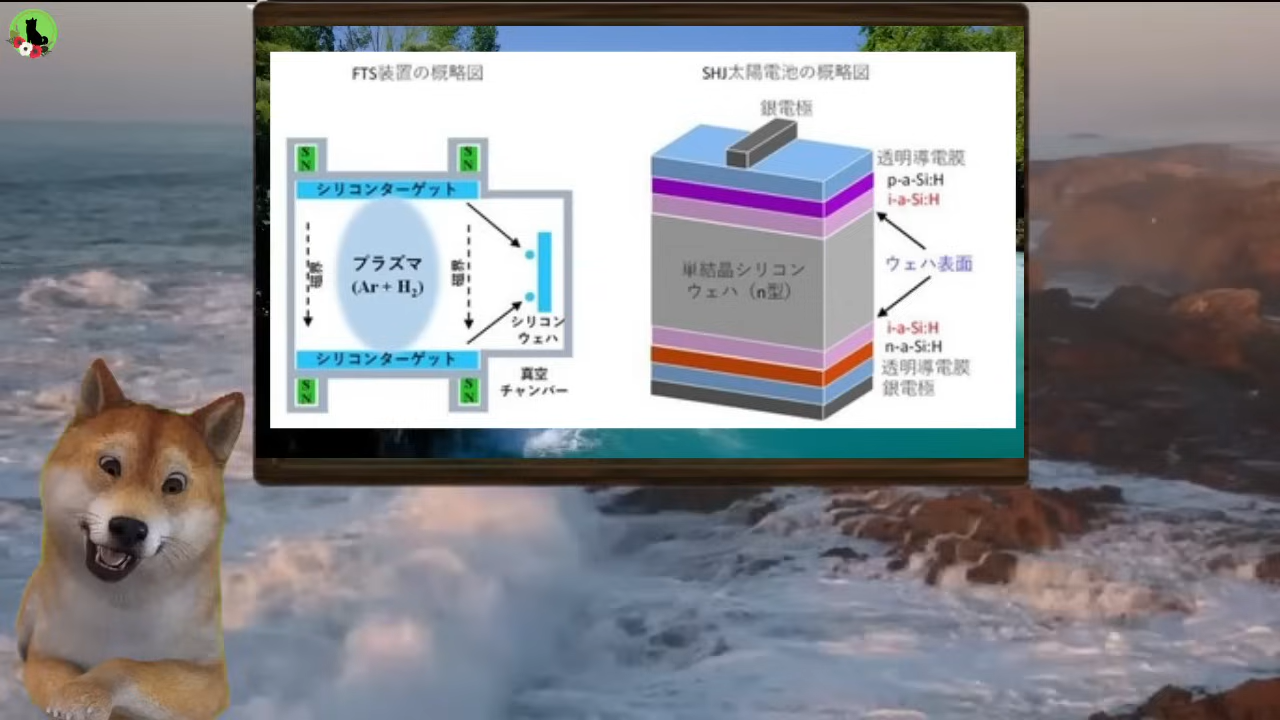 FTS装置の概略図
S
N
S
N
シリコンターゲット
磁界
プラズマ
(Ar + H₂)
磁界
シリコン
ウェハ
シリコンターゲット
S
N
S
N
真空
チャンバー
SHJ太陽電池の概略図
銀電極
透明導電膜
p-a-Si:H
i-a-Si:H
ウェハ表面
単結晶シリコン
ウェハ（n型）
i-a-Si:H
n-a-Si:H
透明導電膜
銀電極